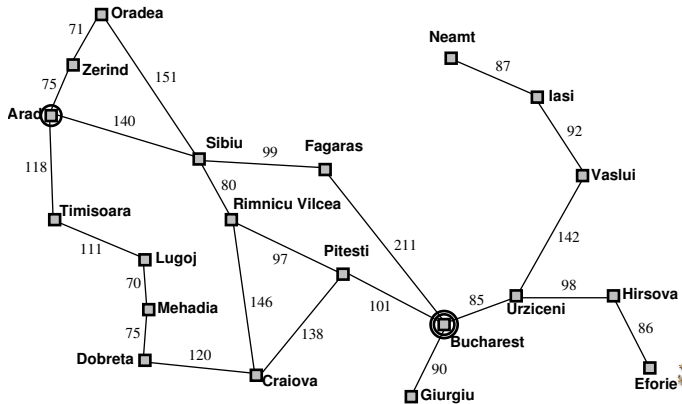 Oradea
71
Neamt
Zerind
87
75
151
Iasi
Arad
140
92
Sibiu
Fagaras
99
118
Vaslui
80
Timisoara
Rimnicu Vilcea
111
Lugoj
97
Pitesti
211
142
70
98
Hirsova
Mehadia
146
101
85
Urziceni
75
138
86
Bucharest
120
Dobreta
90
Craiova
Eforie
Giurgiu